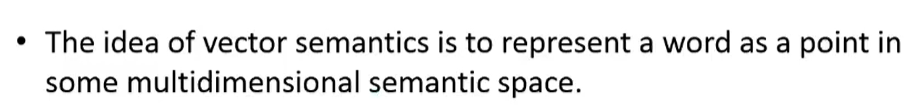 • The idea of vector semantics is to represent a word as a point in
some multidimensional semantic space.